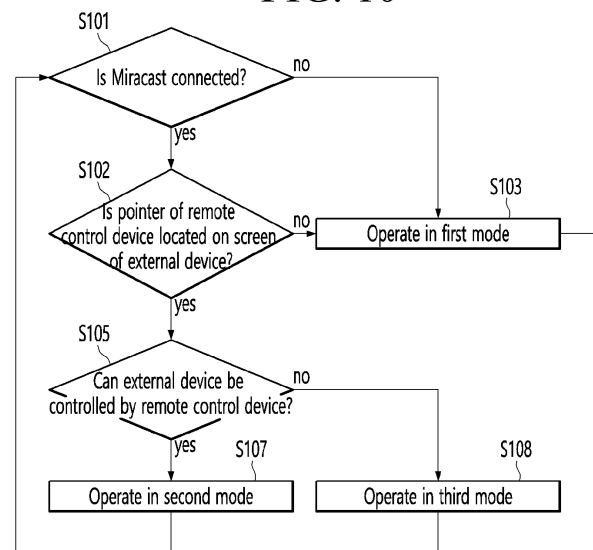 S101
Is Miracast connected?
no
yes
S102
Is pointer of remote
control device located on screen
of external device?
no
yes
S103
Operate in first mode
S105
Can external device be
controlled by remote control device?
no
yes
S107
Operate in second mode
S108
Operate in third mode